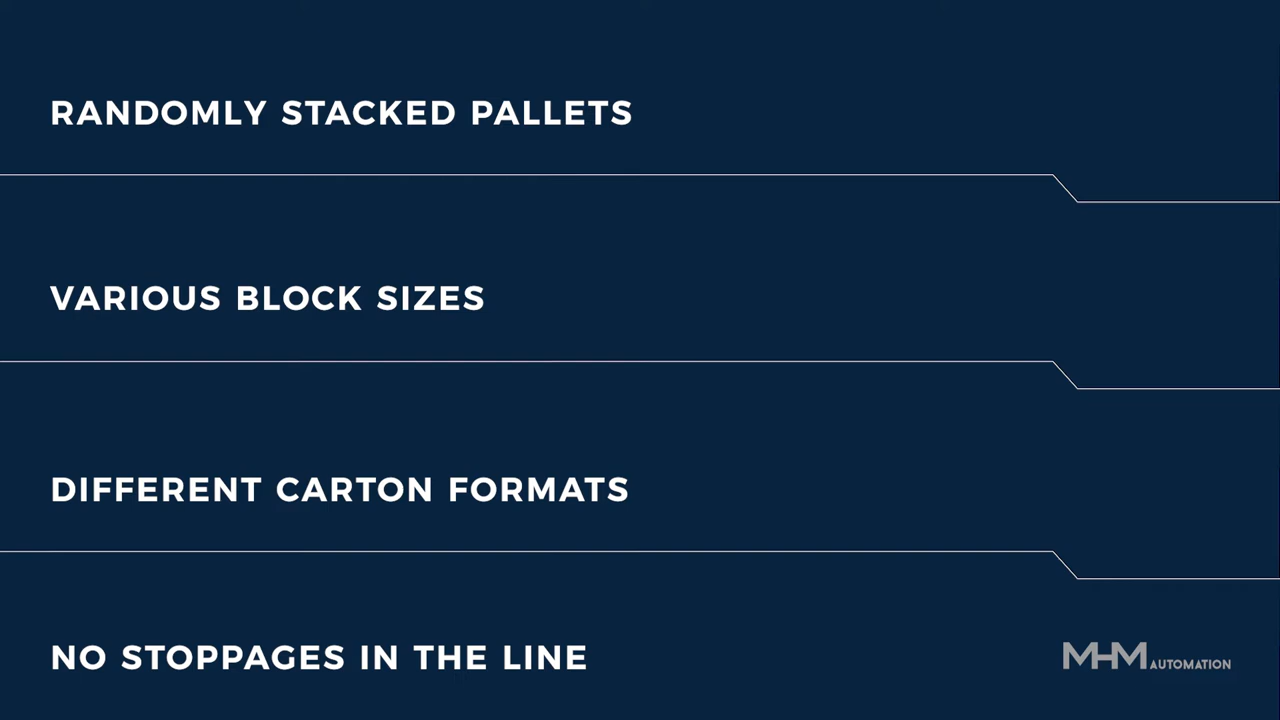 RANDOMLY STACKED PALLETS
VARIOUS BLOCK SIZES
DIFFERENT CARTON FORMATS
NO STOPPAGES IN THE LINE
MHM AUTOMATION